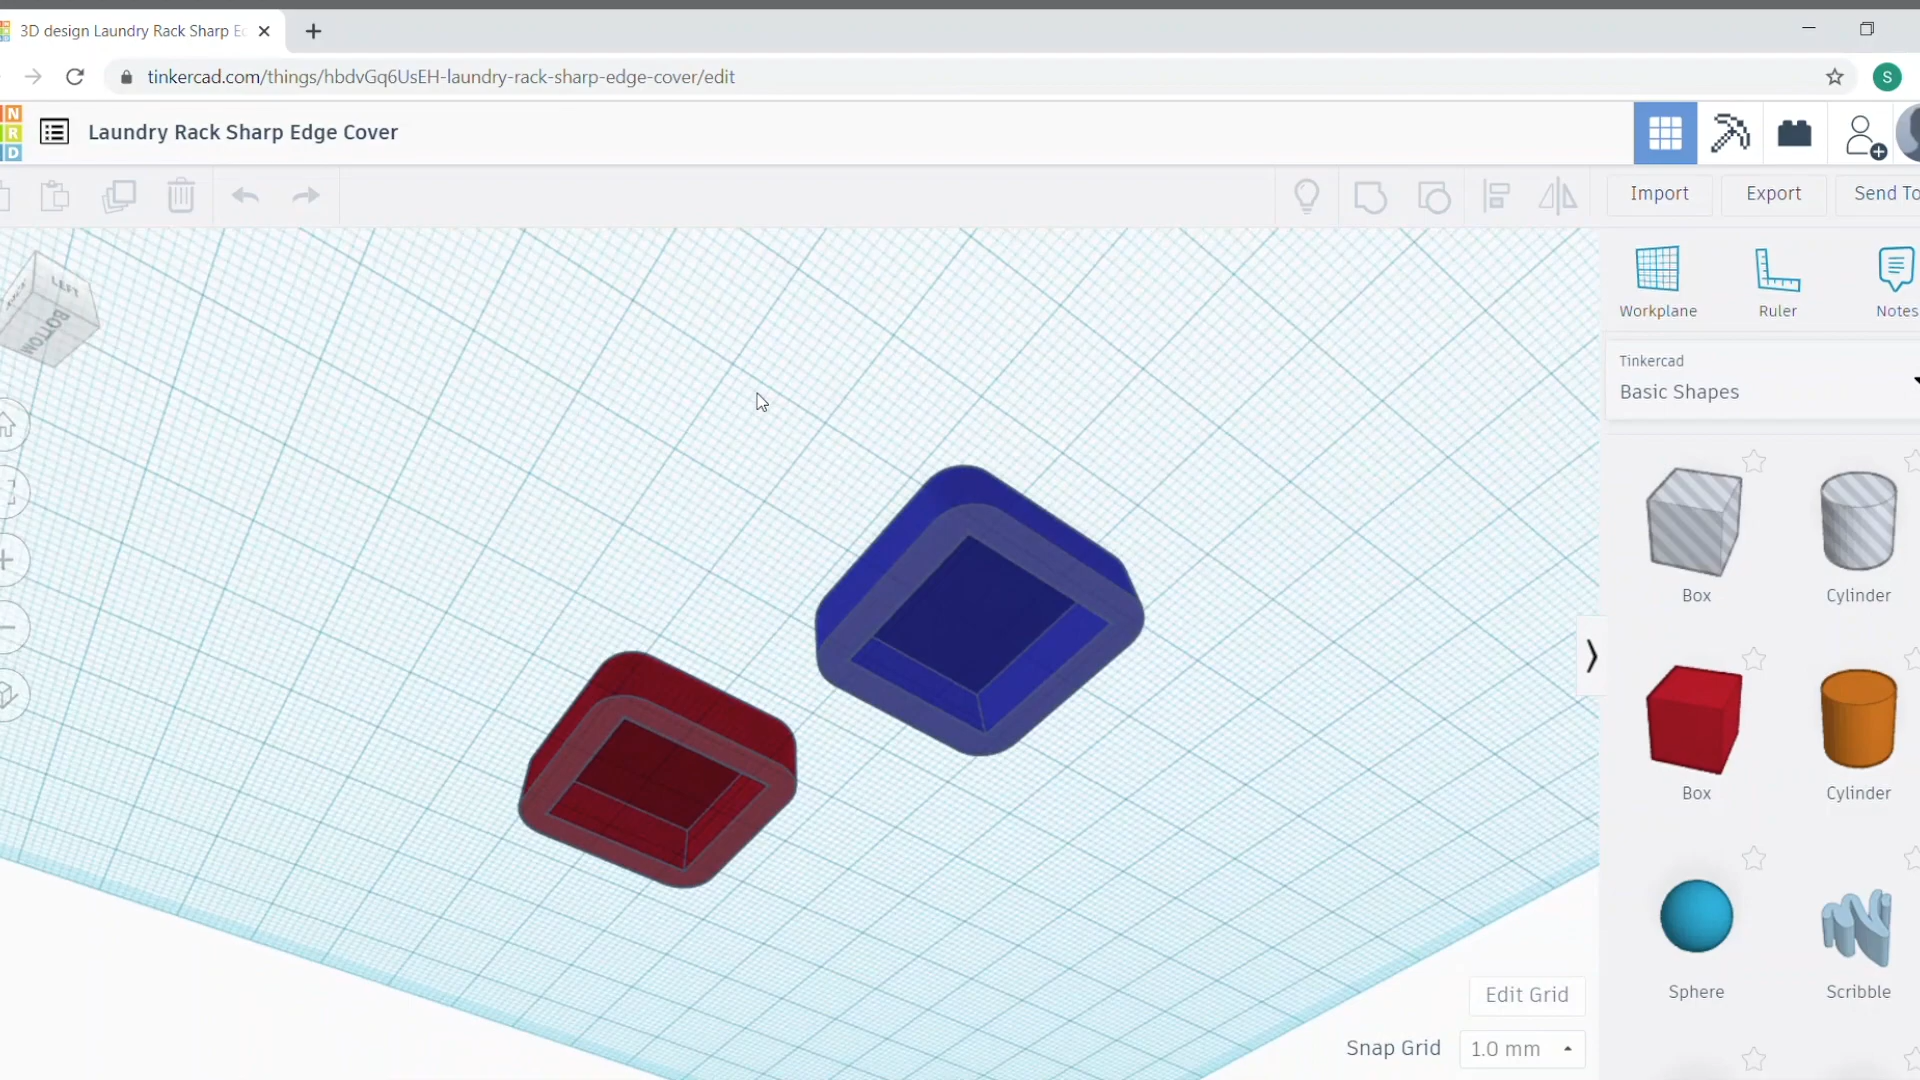 3D design Laundry Rack Sharp E
tinkercad.com/things/hbdvGq6UsEH-laundry-rack-sharp-edge-cover/edit
S
N
R
D
Laundry Rack Sharp Edge Cover
Import
Export
Send To
LEFT
BOTTOM
Workplane
Ruler
Notes
Tinkercad
Basic Shapes
Box
Cylinder
Box
Cylinder
Sphere
Scribble
Edit Grid
Snap Grid
1.0 mm